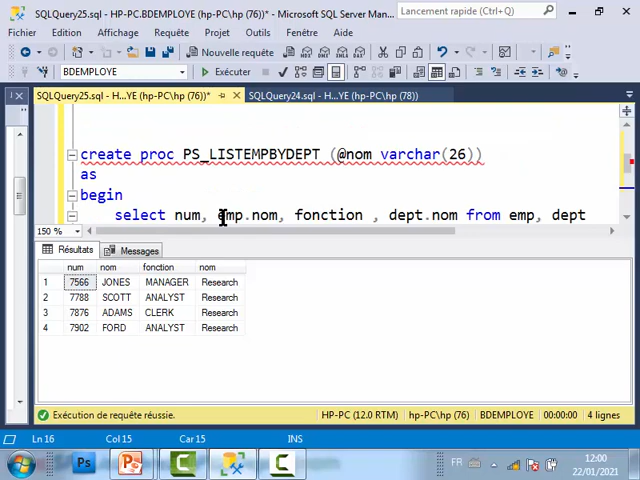 SQLQuery25.sql - HP-PC.BDEMPLOYE (hp-PC\hp (76))* - Microsoft SQL Server Man...
Lancement rapide (Ctrl+Q)
Fichier Edition Affichage Requête Projet Outils Fenêtre Aide
Nouvelle requête
BDEMPLOYE
Exécuter
SQLQuery25.sql - H...YE (hp-PC\hp (76))*
SQLQuery24.sql - H...YE (hp-PC\hp (78))
create proc PS_LISTEMPBYDEPT (@nom varchar(26))
as
begin
select num, emp.nom, fonction , dept.nom from emp, dept
150 %
Résultats
Messages
num nom fonction nom
1 7566 JONES MANAGER Research
2 7788 SCOTT ANALYST Research
3 7876 ADAMS CLERK Research
4 7902 FORD ANALYST Research
Exécution de requête réussie.
HP-PC (12.0 RTM)
hp-PC\hp (76)
BDEMPLOYE
00:00:00
4 lignes
Ln 16
Col 15
Car 15
INS
Ps
FR
12:00
22/01/2021